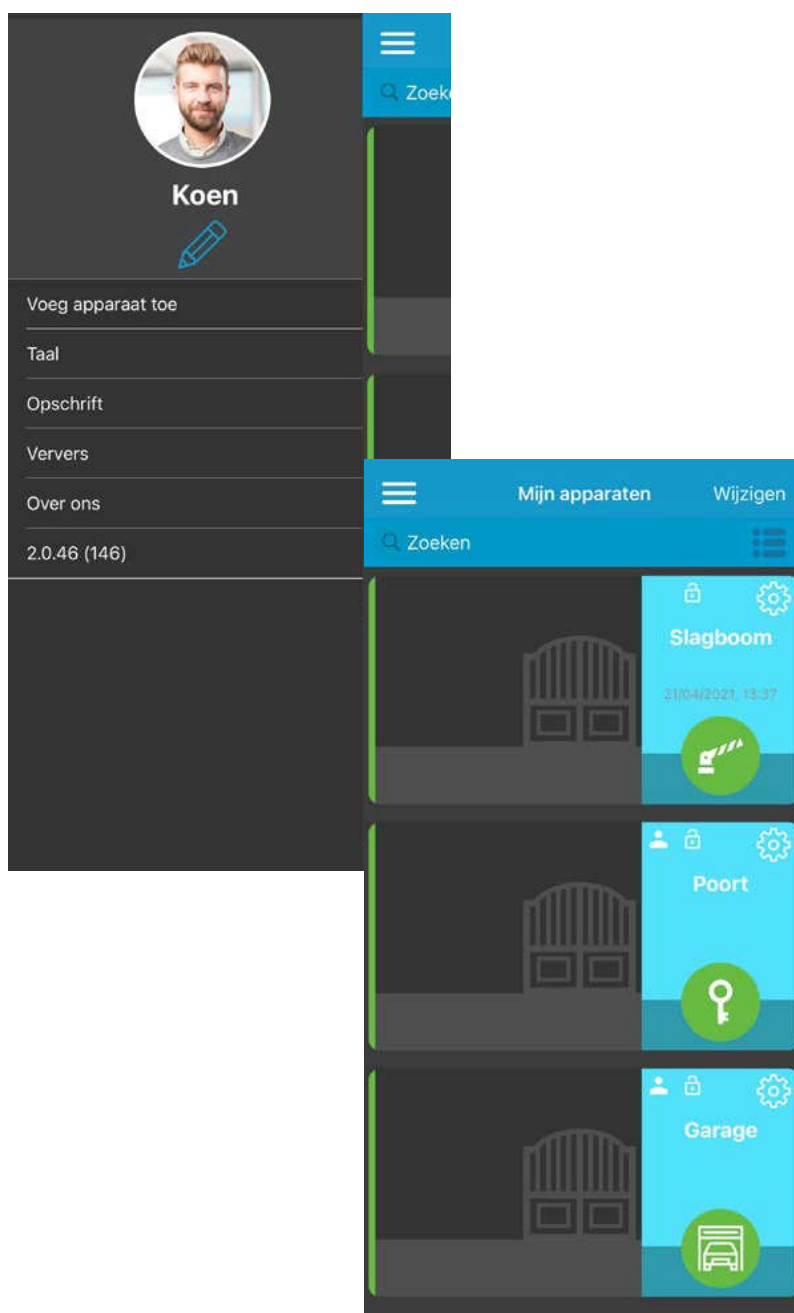 Koen
Voeg apparaat toe
Taal
Opschrift
Ververs
Over ons
2.0.46 (146)
Zoek
Mijn apparaten
Wijzigen
Zoeken
Slagboom
21/04/2021, 13:37
Poort
Garage